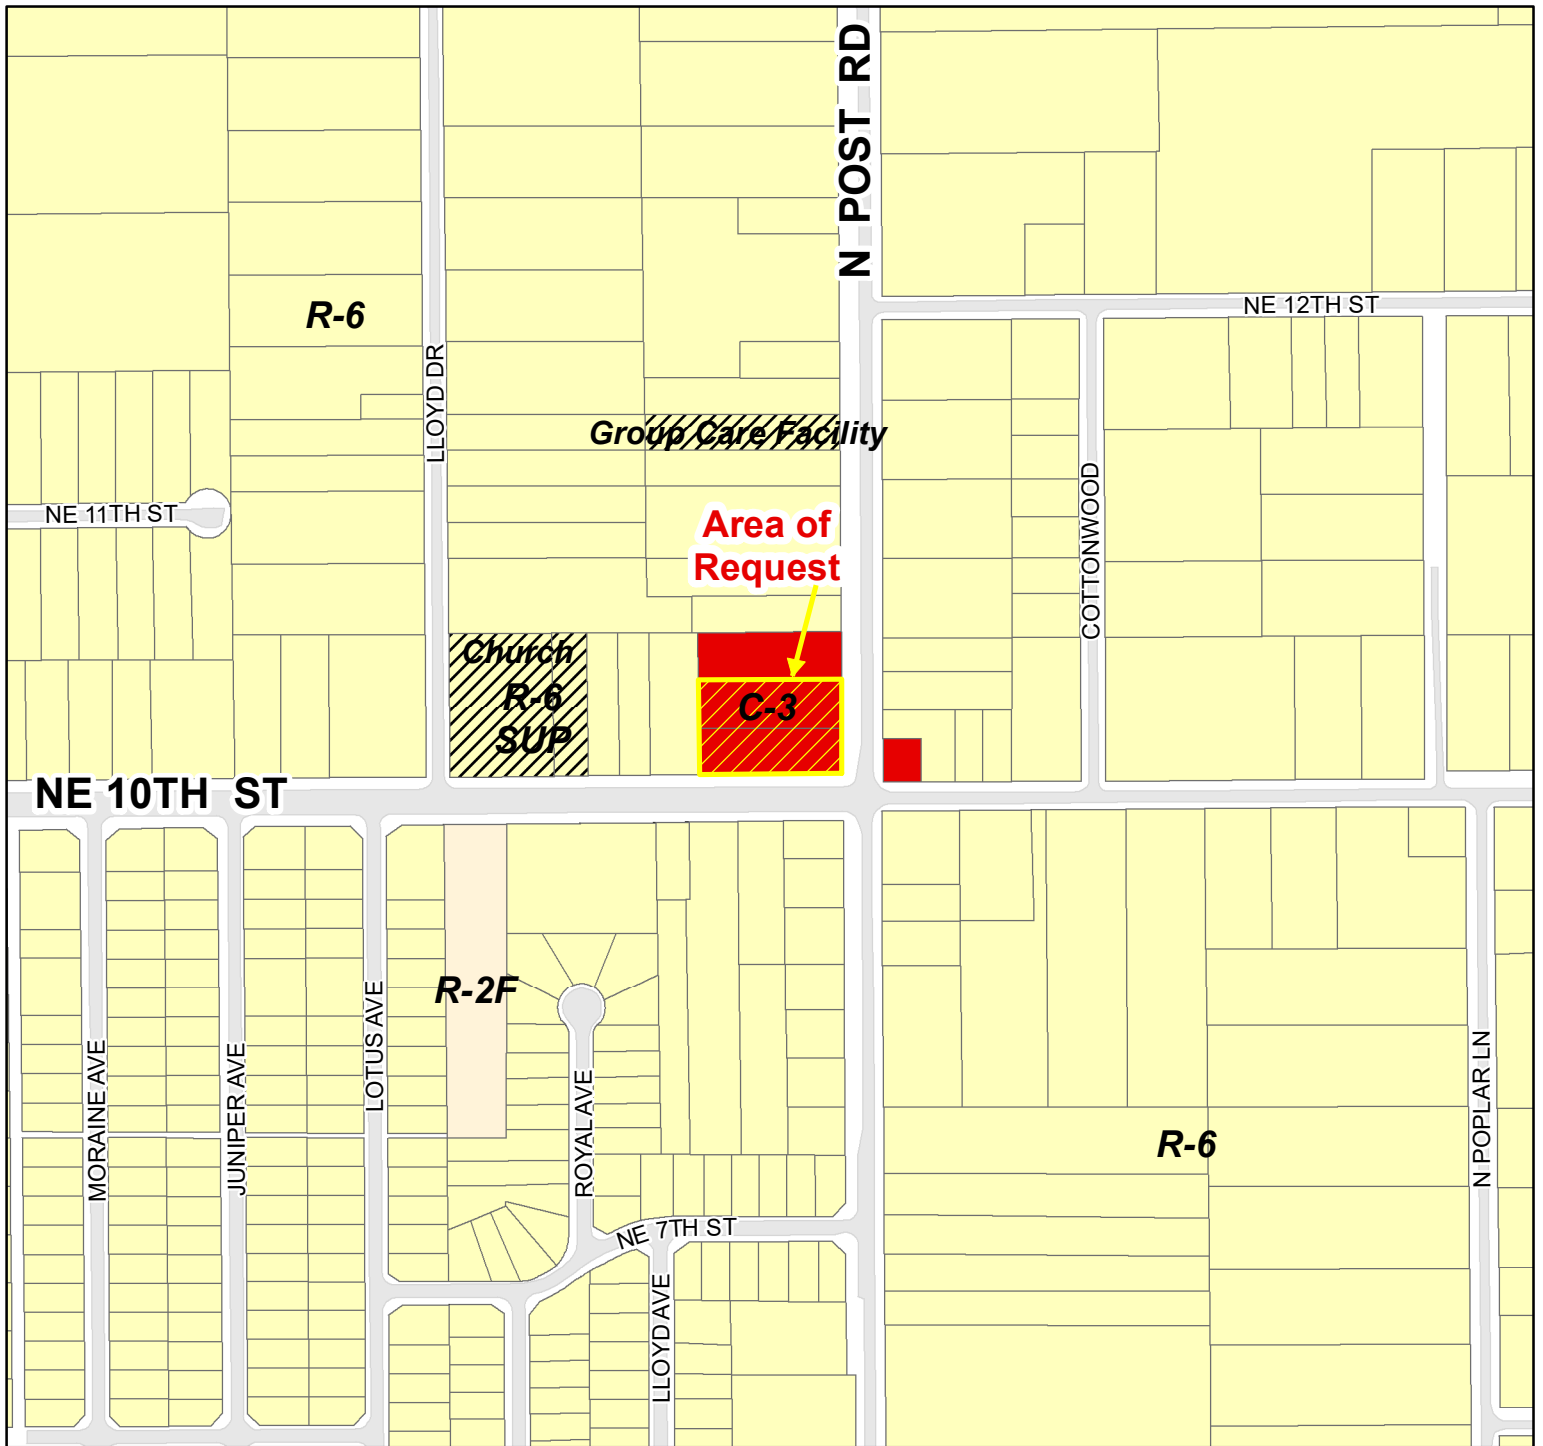 N POST RD
NE 12TH ST
R-6
LLOYD DR
Group Care Facility
COTTONWOOD
NE 11TH ST
Area of
Request
Church
R-6
SUP
C-3
NE 10TH ST
R-2F
LOTUS AVE
MORAINE AVE
JUNIPER AVE
ROYAL AVE
N POPLAR LN
R-6
NE 7TH ST
LLOYD AVE